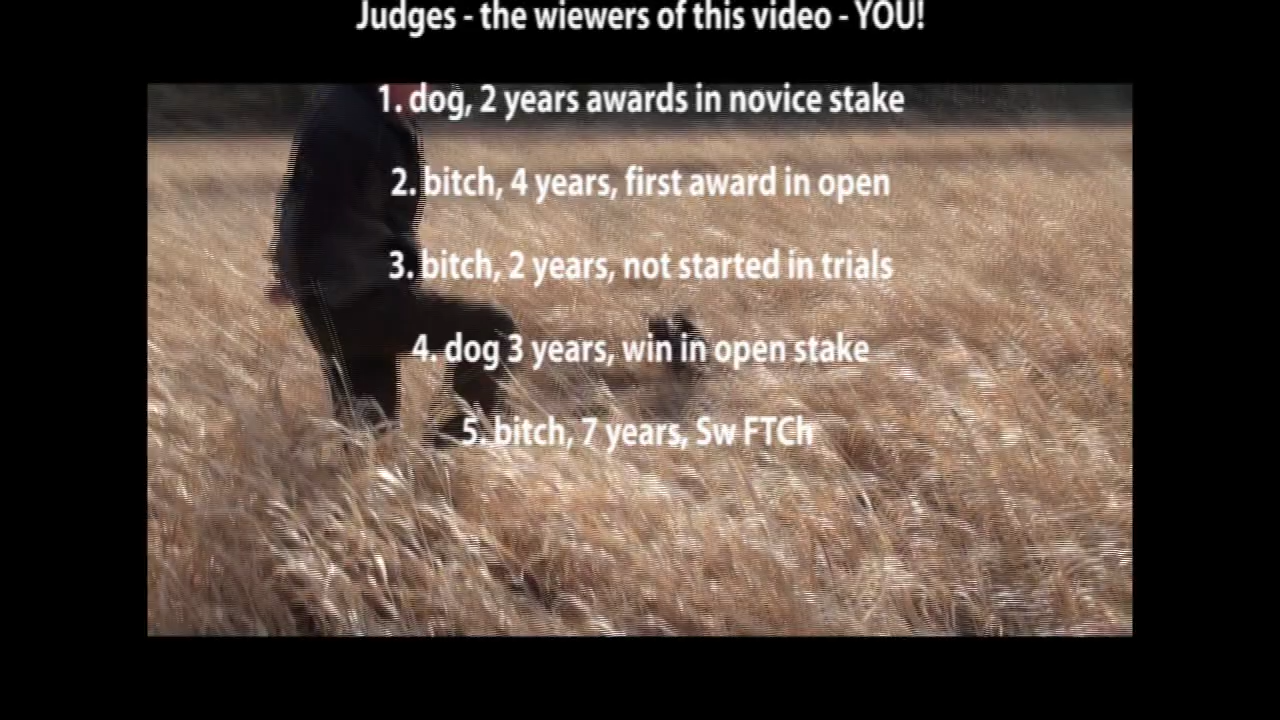 Judges - the wiewers of this video - YOU!
1. dog, 2 years awards in novice stake
2. bitch, 4 years, first award in open
3. bitch, 2 years, not started in trials
4. dog 3 years, win in open stake
5. bitch, 7 years, Sw FTCh